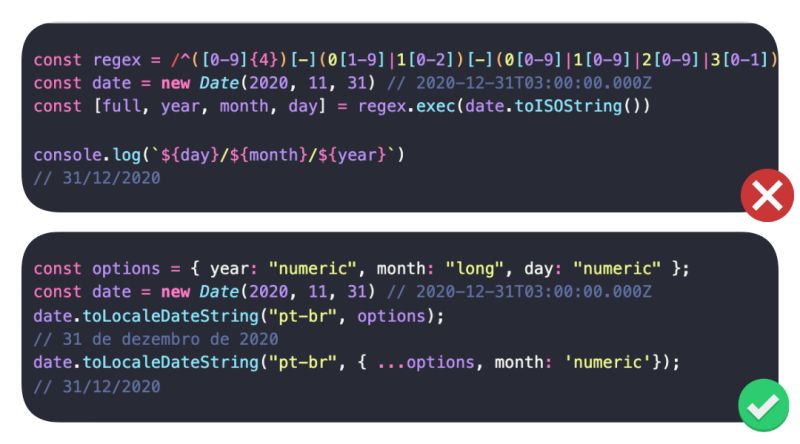 const regex = /^([0-9]{4})[-](0[1-9]|1[0-2])[-](0[0-9]|1[0-9]|2[0-9]|3[0-1])
const date = new Date(2020, 11, 31) // 2020-12-31T03:00:00.000Z
const [full, year, month, day] = regex.exec(date.toISOString())
console.log(`${day}/${month}/${year}`)
// 31/12/2020
const options = { year: "numeric", month: "long", day: "numeric" };
const date = new Date(2020, 11, 31) // 2020-12-31T03:00:00.000Z
date.toLocaleDateString("pt-br", options);
// 31 de dezembro de 2020
date.toLocaleDateString("pt-br", { ...options, month: 'numeric'});
// 31/12/2020